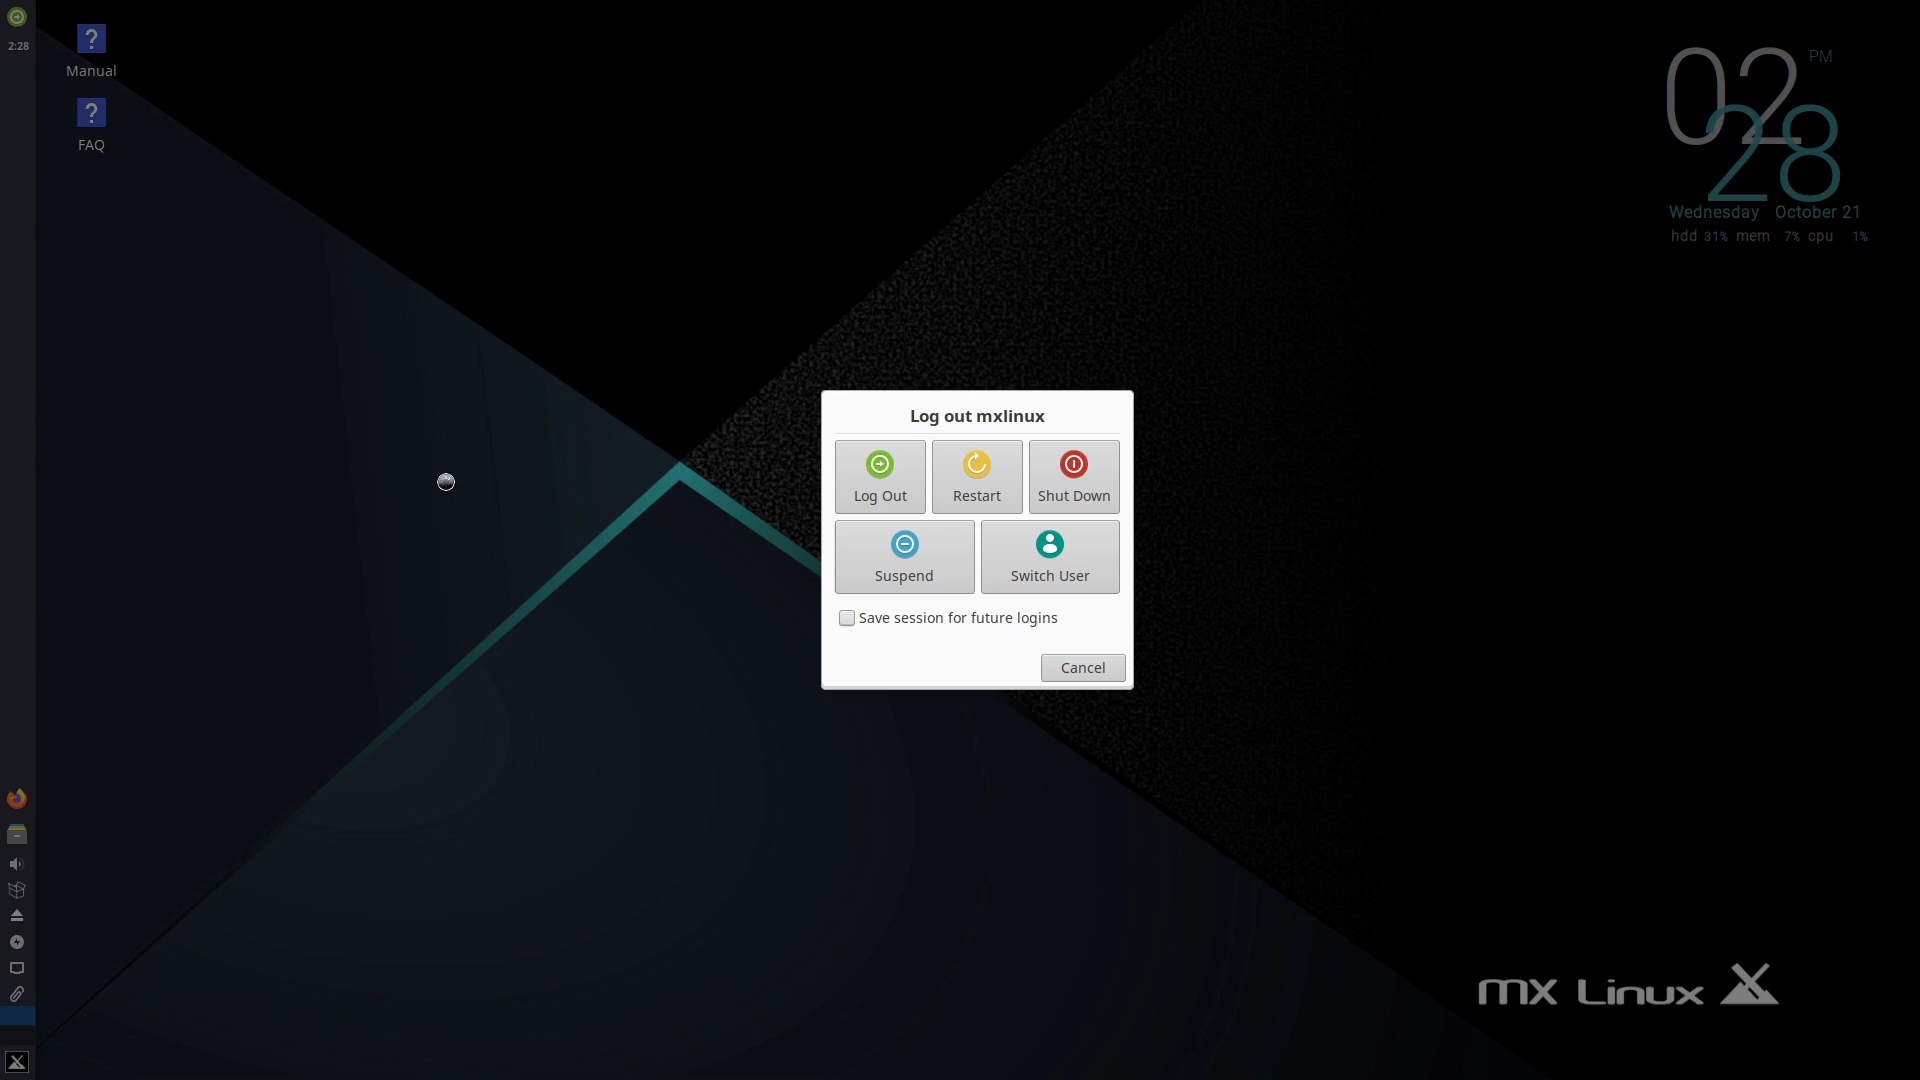 2:28
Manual
FAQ
02 PM
28
Wednesday October 21
hdd 31% mem 7% cpu 1%
Log out mxlinux
Log Out Restart Shut Down
Suspend Switch User
Save session for future logins
Cancel
mx Linux